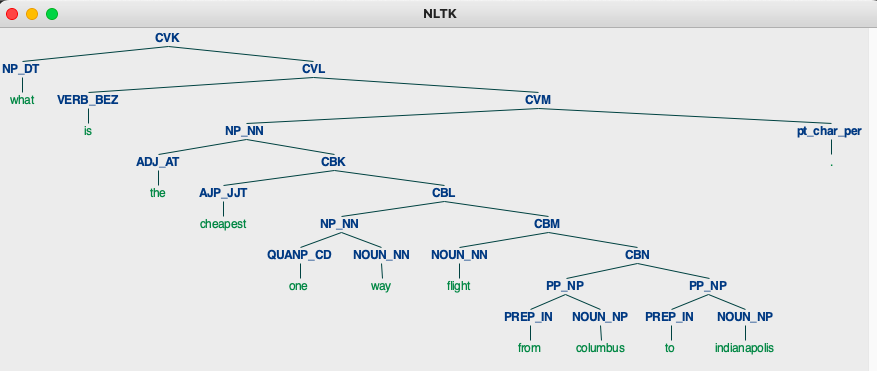 NLTK
CVK
NP_DT CVL
what VERB_BEZ CVM
is NP_NN pt_char_per
ADJ_AT CBK .
the AJP_JJT CBL
cheapest NP_NN CBM
QUANP_CD NOUN_NN NOUN_NN CBN
one way flight PP_NP PP_NP
PREP_IN NOUN_NP PREP_IN NOUN_NP
from columbus to indianapolis